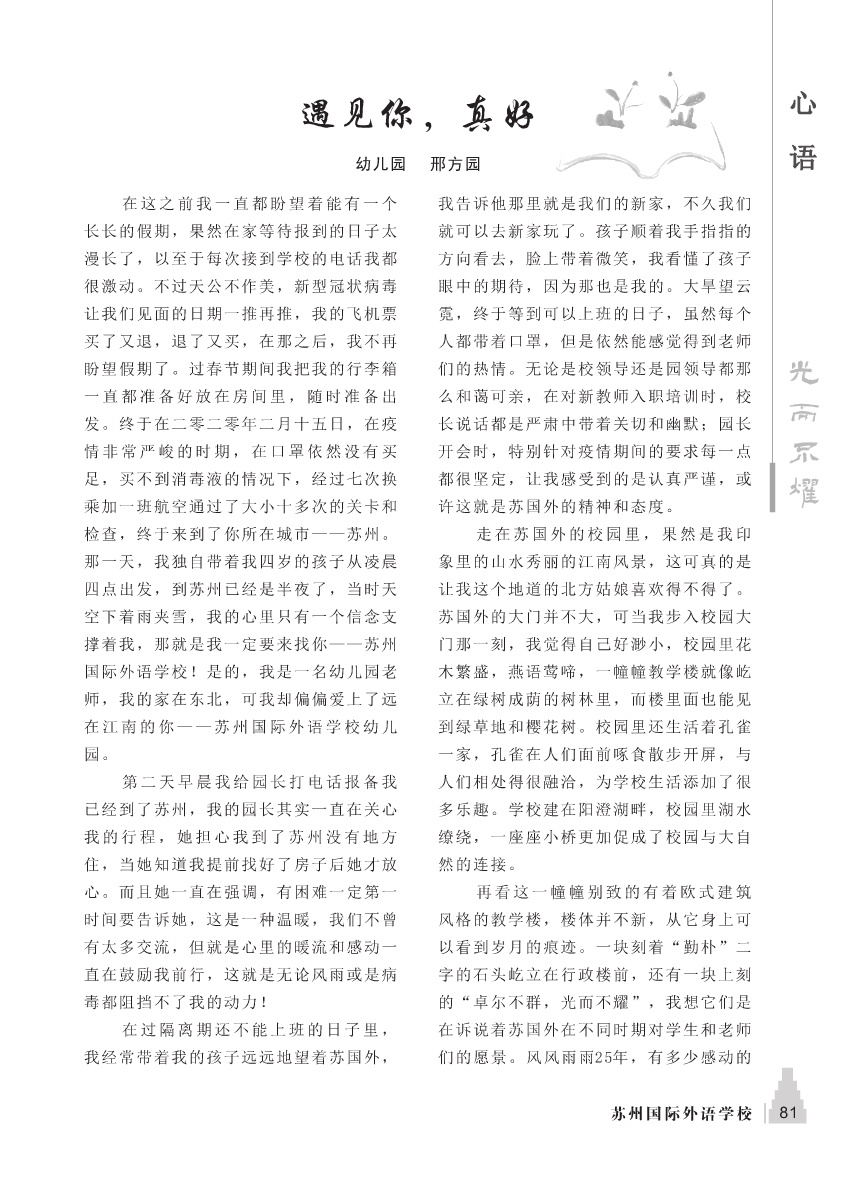 遇见你，真好
幼儿园 邢方园
在这之前我一直都盼望着能有一个
长长的假期，果然在家等待报到的日子太
漫长了，以至于每次接到学校的电话我都
很激动。不过天公不作美，新型冠状病毒
让我们见面的日期一推再推，我的飞机票
买了又退，退了又买，在那之后，我不再
盼望假期了。过春节期间我把我的行李箱
一直都准备好放在房间里，随时准备出
发。终于在二零二零年二月十五日，在疫
情非常严峻的时期，在口罩依然没有买
足，买不到消毒液的情况下，经过七次换
乘加一班航空通过了大小十多次的关卡和
检查，终于来到了你所在城市——苏州。
那一天，我独自带着我四岁的孩子从凌晨
四点出发，到苏州已经是半夜了，当时天
空下着雨夹雪，我的心里只有一个信念支
撑着我，那就是我一定要来找你——苏州
国际外语学校！是的，我是一名幼儿园老
师，我的家在东北，可我却偏偏爱上了远
在江南的你——苏州国际外语学校幼儿
园。
第二天早晨我给园长打电话报备我
已经到了苏州，我的园长其实一直在关心
我的行程，她担心我到了苏州没有地方
住，当她知道我提前找好了房子后她才放
心。而且她一直在强调，有困难一定第一
时间要告诉她，这是一种温暖，我们不曾
有太多交流，但就是心里的暖流和感动一
直在鼓励我前行，这就是无论风雨或是病
毒都阻挡不了我的动力！
在过隔离期还不能上班的日子里，
我经常带着我的孩子远远地望着苏国外，
我告诉他那里就是我们的新家，不久我们
就可以去新家玩了。孩子顺着我手指指的
方向看去，脸上带着微笑，我看懂了孩子
眼中的期待，因为那也是我的。大旱望云
霓，终于等到可以上班的日子，虽然每个
人都带着口罩，但是依然能感觉得到老师
们的热情。无论是校领导还是园领导都那
么和蔼可亲，在对新教师入职培训时，校
长说话都是严肃中带着关切和幽默；园长
开会时，特别针对疫情期间的要求每一点
都很坚定，让我感受到的是认真严谨，或
许这就是苏国外的精神和态度。
走在苏国外的校园里，果然是我印
象里的山水秀丽的江南风景，这可真的是
让我这个地道的北方姑娘喜欢得不得了。
苏国外的大门并不大，可当我步入校园大
门那一刻，我觉得自己好渺小，校园里花
木繁盛，燕语莺啼，一幢幢教学楼就像屹
立在绿树成荫的树林里，而楼里面也能见
到绿草地和樱花树。校园里还生活着孔雀
一家，孔雀在人们面前啄食散步开屏，与
人们相处得很融洽，为学校生活添加了很
多乐趣。学校建在阳澄湖畔，校园里湖水
缭绕，一座座小桥更加促成了校园与大自
然的连接。
再看这一幢幢别致的有着欧式建筑
风格的教学楼，楼体并不新，从它身上可
以看到岁月的痕迹。一块刻着“勤朴”二
字的石头屹立在行政楼前，还有一块上刻
的“卓尔不群，光而不耀”，我想它们是
在诉说着苏国外在不同时期对学生和老师
们的愿景。风风雨雨25年，有多少感动的
心语
光而不耀
苏州国际外语学校 81